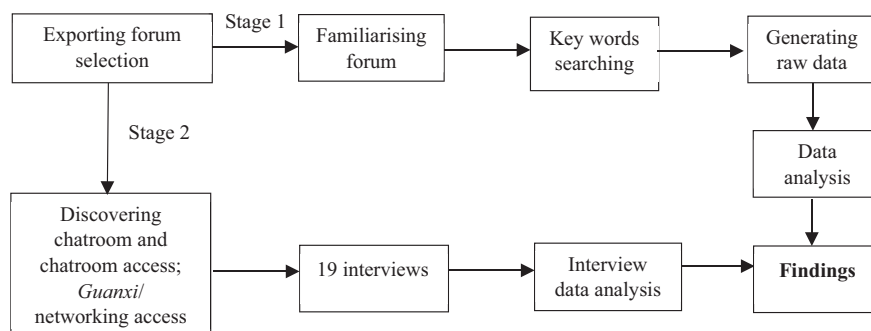 Stage 1
Exporting forum
selection
Familiarising
forum
Key words
searching
Generating
raw data
Stage 2
Data
analysis
Discovering
chatroom and
chatroom access;
Guanxi/
networking access
19 interviews
Interview
data analysis
Findings